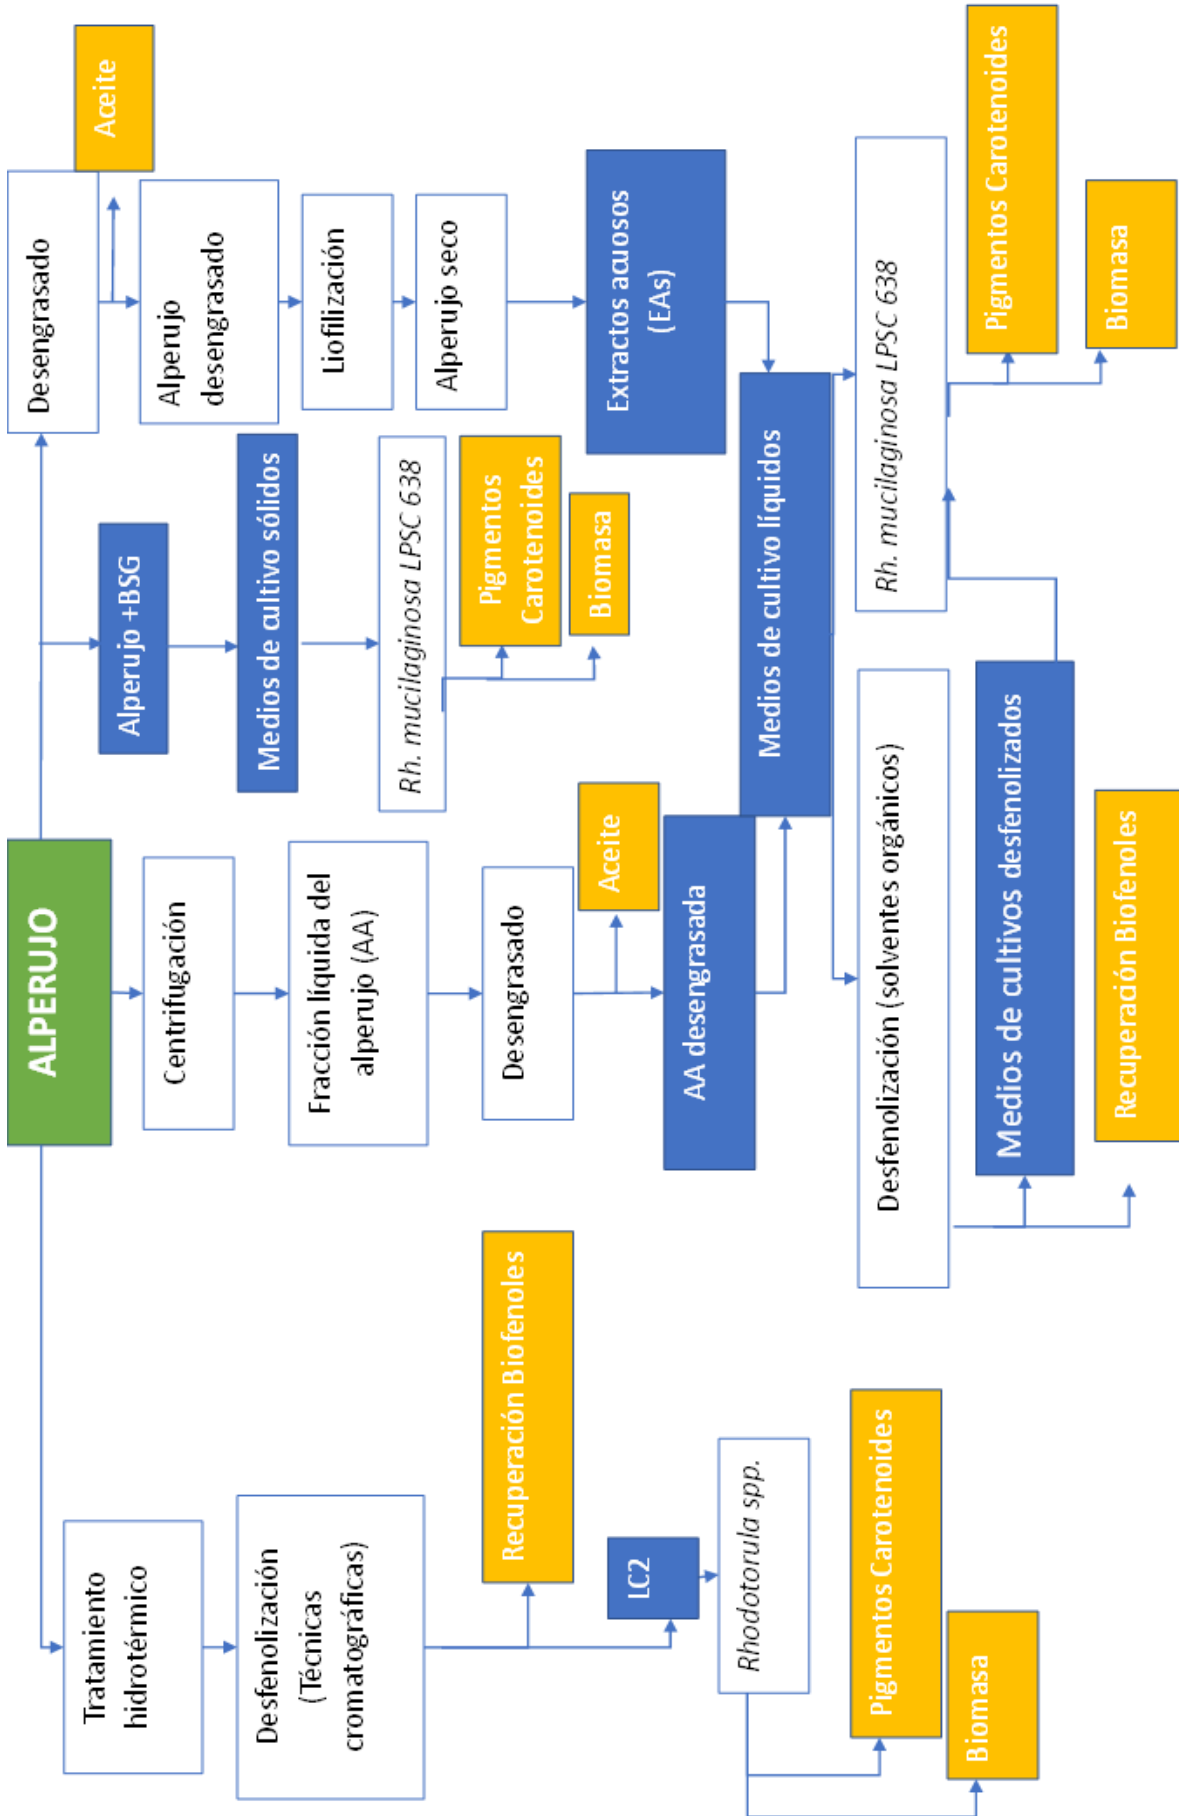 ALPERUJO
Tratamiento
hidrotérmico
Desfenolización
(Técnicas
cromatográficas)
Recuperación Biofenoles
LC2
Rhodotorula spp.
Pigmentos Carotenoides
Biomasa
Centrifugación
Fracción líquida del
alperujo (AA)
Desengrasado
Aceite
AA desengrasada
Alperujo +BSG
Medios de cultivo sólidos
Rh. mucilaginosa LPSC 638
Pigmentos
Carotenoides
Biomasa
Desengrasado
Aceite
Alperujo
desengrasado
Liofilización
Alperujo seco
Extractos acuosos
(EAs)
Medios de cultivo líquidos
Desfenolización (solventes orgánicos)
Medios de cultivos desfenolizados
Recuperación Biofenoles
Rh. mucilaginosa LPSC 638
Pigmentos Carotenoides
Biomasa